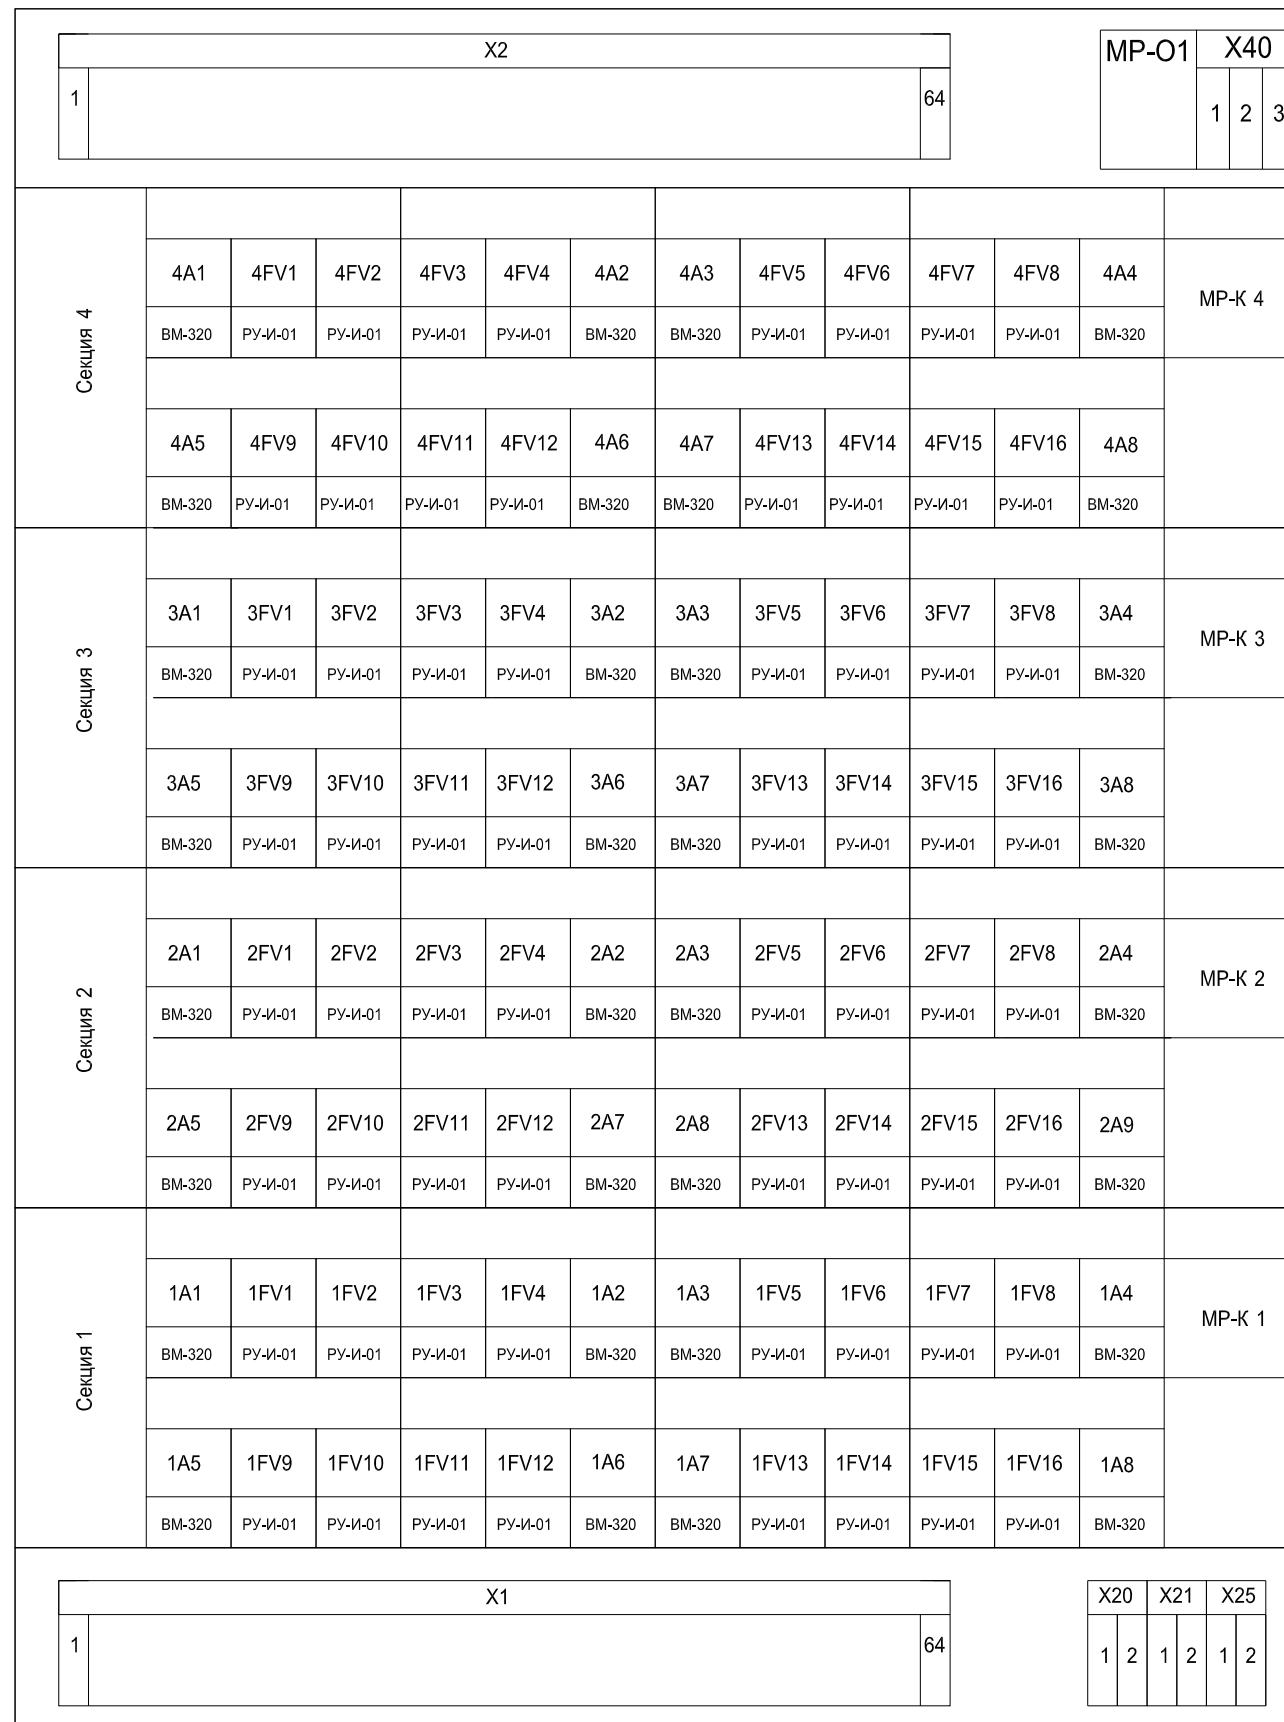 X2
MP-O1 X40
1 64
1 2 3
Секция 4
4A1 4FV1 4FV2 4FV3 4FV4 4A2 4A3 4FV5 4FV6 4FV7 4FV8 4A4
МР-К 4
ВМ-320 РУ-И-01 РУ-И-01 РУ-И-01 РУ-И-01 ВМ-320 ВМ-320 РУ-И-01 РУ-И-01 РУ-И-01 РУ-И-01 ВМ-320
4A5 4FV9 4FV10 4FV11 4FV12 4A6 4A7 4FV13 4FV14 4FV15 4FV16 4A8
ВМ-320 РУ-И-01 РУ-И-01 РУ-И-01 РУ-И-01 ВМ-320 ВМ-320 РУ-И-01 РУ-И-01 РУ-И-01 РУ-И-01 ВМ-320
Секция 3
3A1 3FV1 3FV2 3FV3 3FV4 3A2 3A3 3FV5 3FV6 3FV7 3FV8 3A4
МР-К 3
ВМ-320 РУ-И-01 РУ-И-01 РУ-И-01 РУ-И-01 ВМ-320 ВМ-320 РУ-И-01 РУ-И-01 РУ-И-01 РУ-И-01 ВМ-320
3A5 3FV9 3FV10 3FV11 3FV12 3A6 3A7 3FV13 3FV14 3FV15 3FV16 3A8
ВМ-320 РУ-И-01 РУ-И-01 РУ-И-01 РУ-И-01 ВМ-320 ВМ-320 РУ-И-01 РУ-И-01 РУ-И-01 РУ-И-01 ВМ-320
Секция 2
2A1 2FV1 2FV2 2FV3 2FV4 2A2 2A3 2FV5 2FV6 2FV7 2FV8 2A4
МР-К 2
ВМ-320 РУ-И-01 РУ-И-01 РУ-И-01 РУ-И-01 ВМ-320 ВМ-320 РУ-И-01 РУ-И-01 РУ-И-01 РУ-И-01 ВМ-320
2A5 2FV9 2FV10 2FV11 2FV12 2A7 2A8 2FV13 2FV14 2FV15 2FV16 2A9
ВМ-320 РУ-И-01 РУ-И-01 РУ-И-01 РУ-И-01 ВМ-320 ВМ-320 РУ-И-01 РУ-И-01 РУ-И-01 РУ-И-01 ВМ-320
Секция 1
1A1 1FV1 1FV2 1FV3 1FV4 1A2 1A3 1FV5 1FV6 1FV7 1FV8 1A4
МР-К 1
ВМ-320 РУ-И-01 РУ-И-01 РУ-И-01 РУ-И-01 ВМ-320 ВМ-320 РУ-И-01 РУ-И-01 РУ-И-01 РУ-И-01 ВМ-320
1A5 1FV9 1FV10 1FV11 1FV12 1A6 1A7 1FV13 1FV14 1FV15 1FV16 1A8
ВМ-320 РУ-И-01 РУ-И-01 РУ-И-01 РУ-И-01 ВМ-320 ВМ-320 РУ-И-01 РУ-И-01 РУ-И-01 РУ-И-01 ВМ-320
X1
X20 X21 X25
1 64
1 2 1 2 1 2